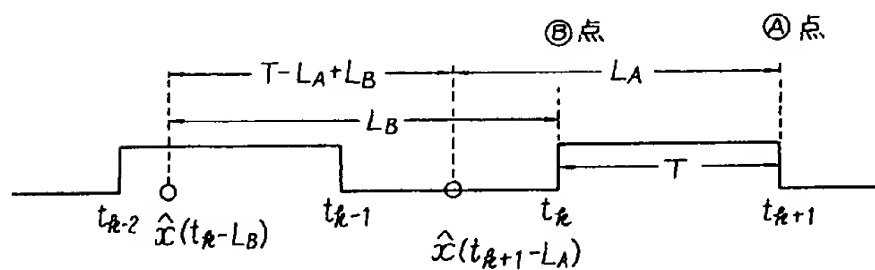 Ⓑ点 Ⓐ点
T-L_A+L_B L_A
L_B
T
t_{k-2} x̂(t_k-L_B) t_{k-1} x̂(t_{k+1}-L_A) t_k t_{k+1}